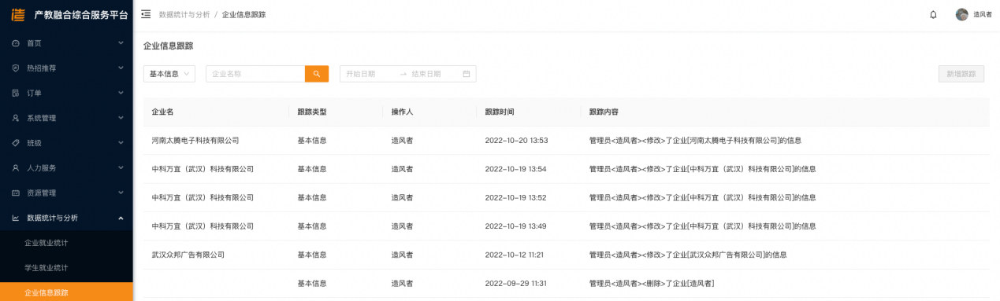 产教融合综合服务平台
数据统计与分析 / 企业信息跟踪
造风者
首页
热招推荐
订单
系统管理
班级
人力服务
资源管理
数据统计与分析
企业就业统计
学生就业统计
企业信息跟踪
企业信息跟踪
基本信息 企业名称 开始日期 → 结束日期 新增跟踪
企业名 跟踪类型 操作人 跟踪时间 跟踪内容
河南太腾电子科技有限公司 基本信息 造风者 2022-10-20 13:53 管理员<造风者><修改>了企业[河南太腾电子科技有限公司]的信息
中科万宜（武汉）科技有限公司 基本信息 造风者 2022-10-19 13:54 管理员<造风者><修改>了企业[中科万宜（武汉）科技有限公司]的信息
中科万宜（武汉）科技有限公司 基本信息 造风者 2022-10-19 13:52 管理员<造风者><修改>了企业[中科万宜（武汉）科技有限公司]的信息
中科万宜（武汉）科技有限公司 基本信息 造风者 2022-10-19 13:49 管理员<造风者><修改>了企业[中科万宜（武汉）科技有限公司]的信息
武汉众邦广告有限公司 基本信息 造风者 2022-10-12 11:21 管理员<造风者><修改>了企业[武汉众邦广告有限公司]的信息
基本信息 造风者 2022-09-29 11:31 管理员<造风者><删除>了企业[造风者]